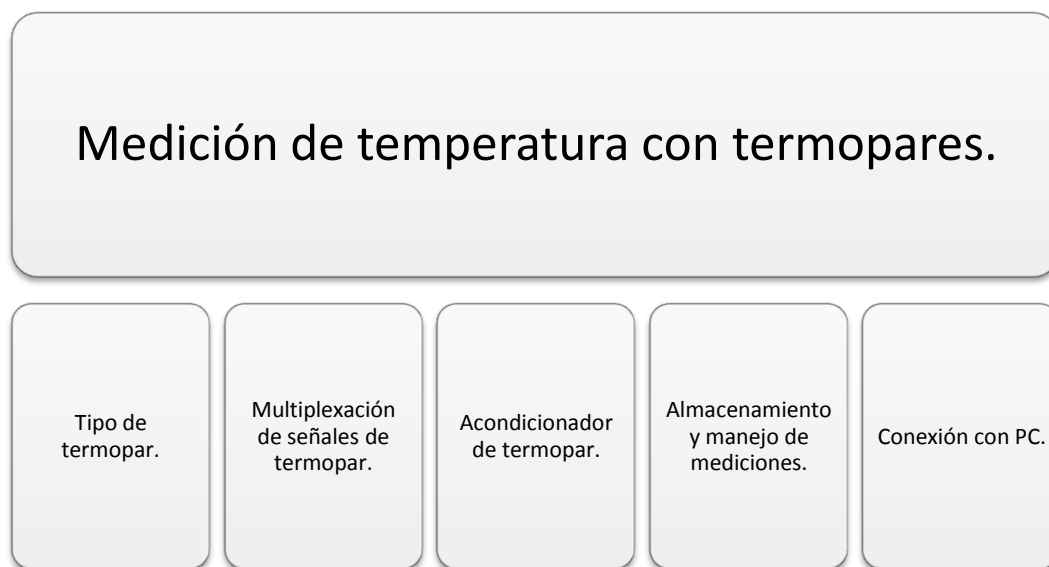 Medición de temperatura con termopares.
Tipo de
termopar.
Multiplexación
de señales de
termopar.
Acondicionador
de termopar.
Almacenamiento
y manejo de
mediciones.
Conexión con PC.